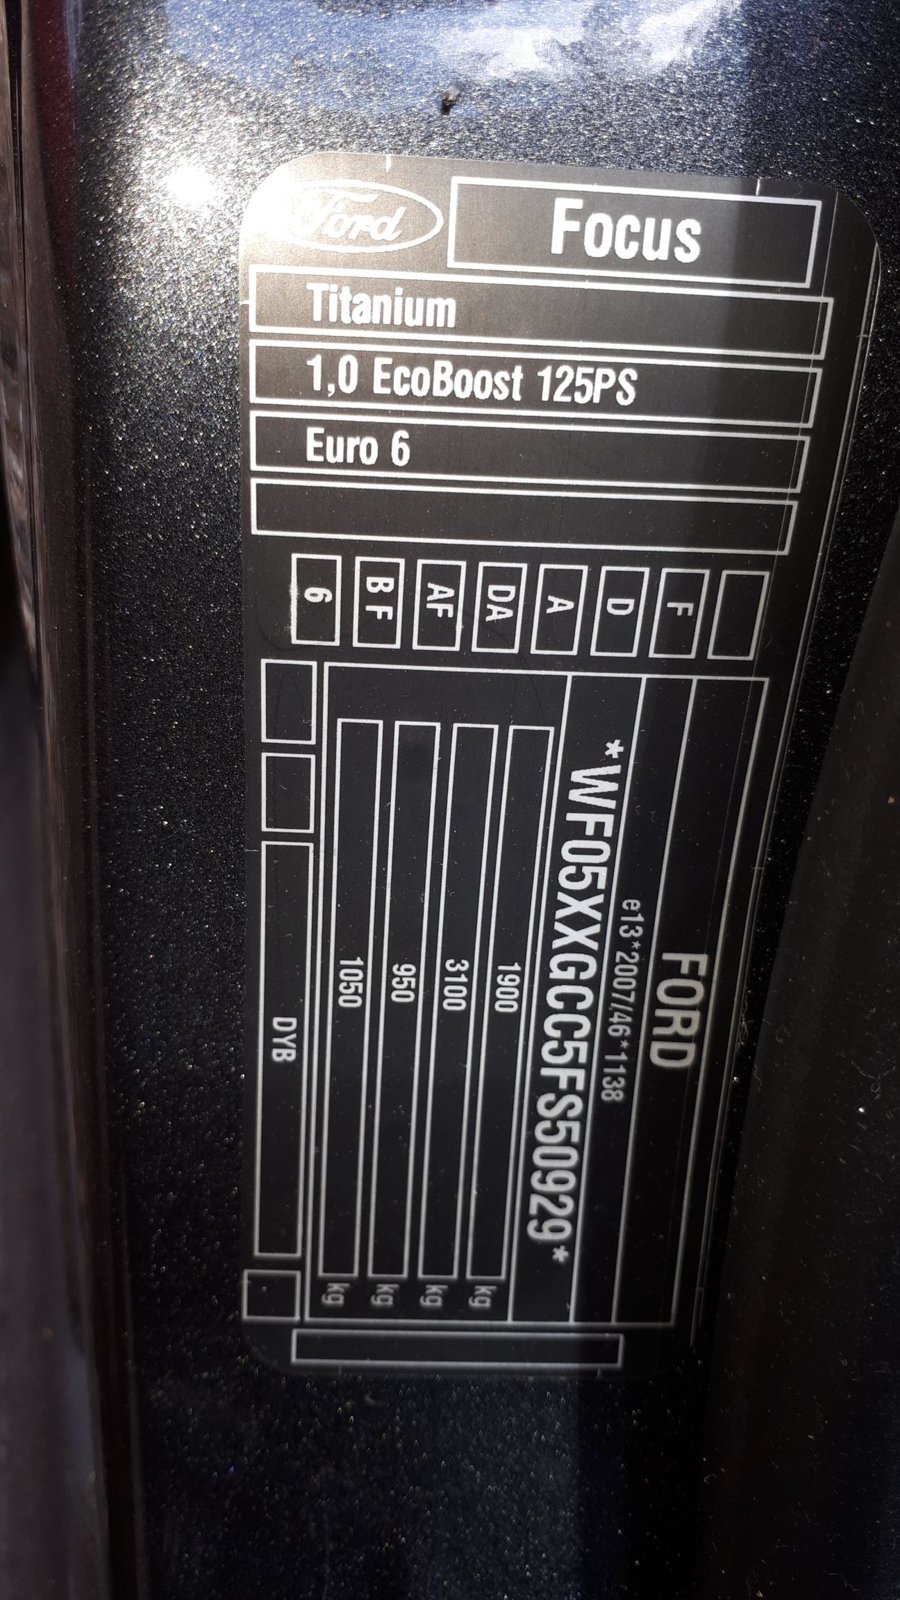 Ford
Focus
Titanium
1,0 EcoBoost 125PS
Euro 6
6 BF AF DA A D F
FORD
e13*2007/46*1138
*WF05XXGCC5FS50929*
1900 kg
3100 kg
950 kg
1050 kg
DYB